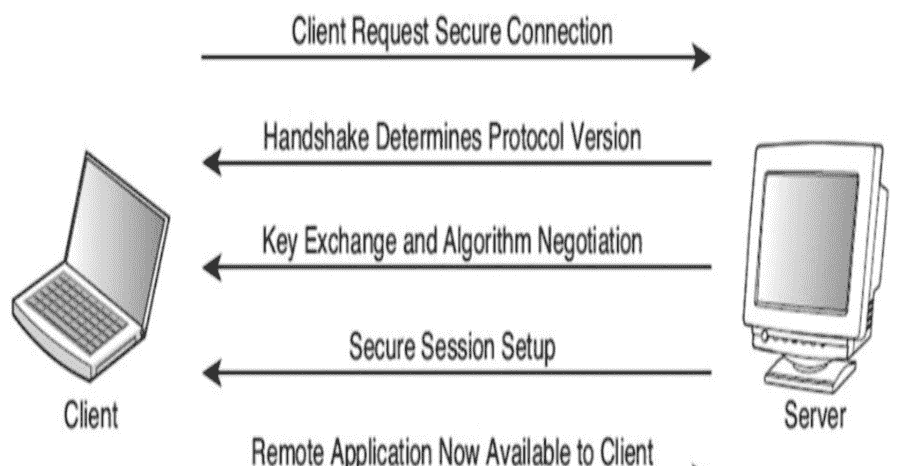 Client Request Secure Connection
Handshake Determines Protocol Version
Key Exchange and Algorithm Negotiation
Secure Session Setup
Client
Server
Remote Application Now Available to Client